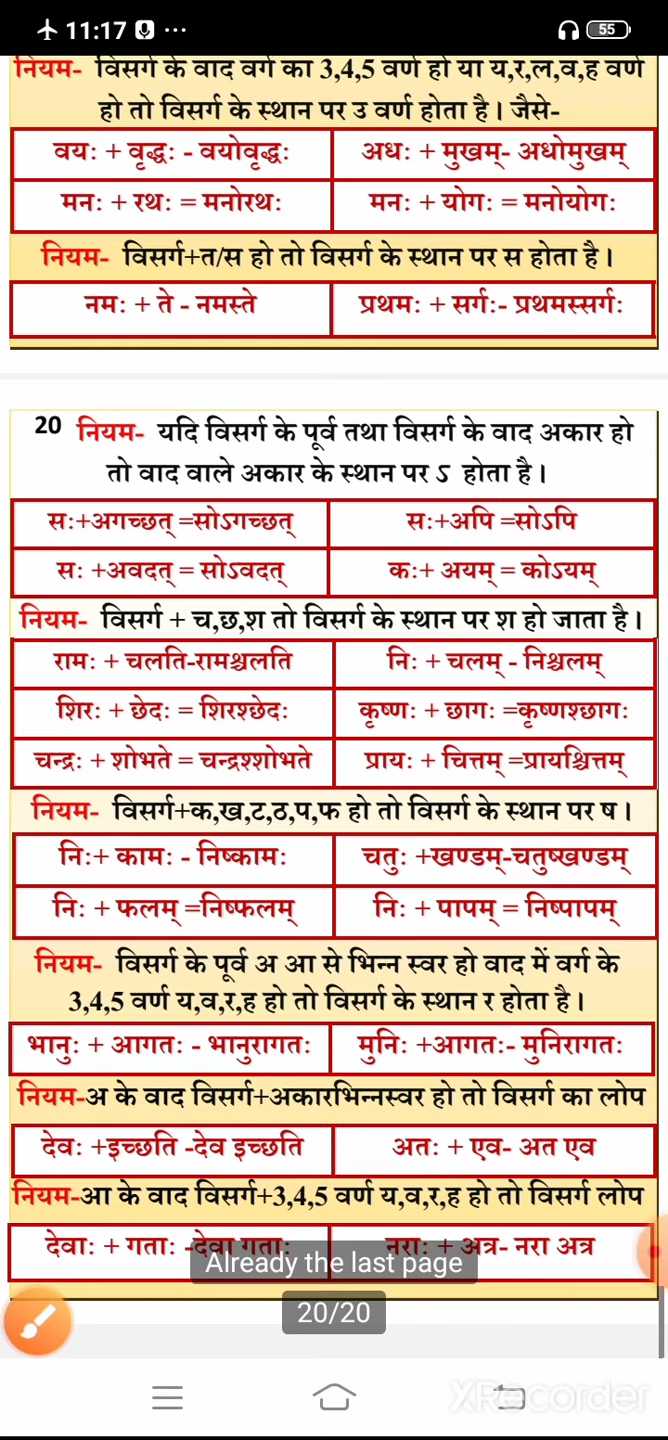 11:17 ... 55
नियम- विसर्ग के वाद वर्ग का 3,4,5 वर्ण हो या य,र,ल,व,ह वर्ण
हो तो विसर्ग के स्थान पर उ वर्ण होता है। जैसे-
वयः + वृद्धः - वयोवृद्धः अधः + मुखम्- अधोमुखम्
मनः + रथः = मनोरथः मनः + योगः = मनोयोगः
नियम- विसर्ग+त/स हो तो विसर्ग के स्थान पर स होता है।
नमः + ते - नमस्ते प्रथमः + सर्गः- प्रथमस्सर्गः
20 नियम- यदि विसर्ग के पूर्व तथा विसर्ग के वाद अकार हो
तो वाद वाले अकार के स्थान पर ऽ होता है।
सः+अगच्छत् =सोऽगच्छत् सः+अपि =सोऽपि
सः +अवदत् = सोऽवदत् कः+ अयम् = कोऽयम्
नियम- विसर्ग + च,छ,श तो विसर्ग के स्थान पर श हो जाता है।
रामः + चलति-रामश्चलति निः + चलम् - निश्चलम्
शिरः + छेदः = शिरश्छेदः कृष्णः + छागः =कृष्णश्छागः
चन्द्रः + शोभते = चन्द्रश्शोभते प्रायः + चित्तम् =प्रायश्चित्तम्
नियम- विसर्ग+क,ख,ट,ठ,प,फ हो तो विसर्ग के स्थान पर ष।
निः+ कामः - निष्कामः चतुः +खण्डम्-चतुष्खण्डम्
निः + फलम् =निष्फलम् निः + पापम् = निष्पापम्
नियम- विसर्ग के पूर्व अ आ से भिन्न स्वर हो वाद में वर्ग के
3,4,5 वर्ण य,व,र,ह हो तो विसर्ग के स्थान र होता है।
भानुः + आगतः - भानुरागतः मुनिः +आगतः- मुनिरागतः
नियम-अ के वाद विसर्ग+अकारभिन्नस्वर हो तो विसर्ग का लोप
देवः +इच्छति -देव इच्छति अतः + एव- अत एव
नियम-आ के वाद विसर्ग+3,4,5 वर्ण य,व,र,ह हो तो विसर्ग लोप
देवाः + गताः -देवा गताः नराः + अत्र- नरा अत्र
Already the last page
20/20
XRecorder